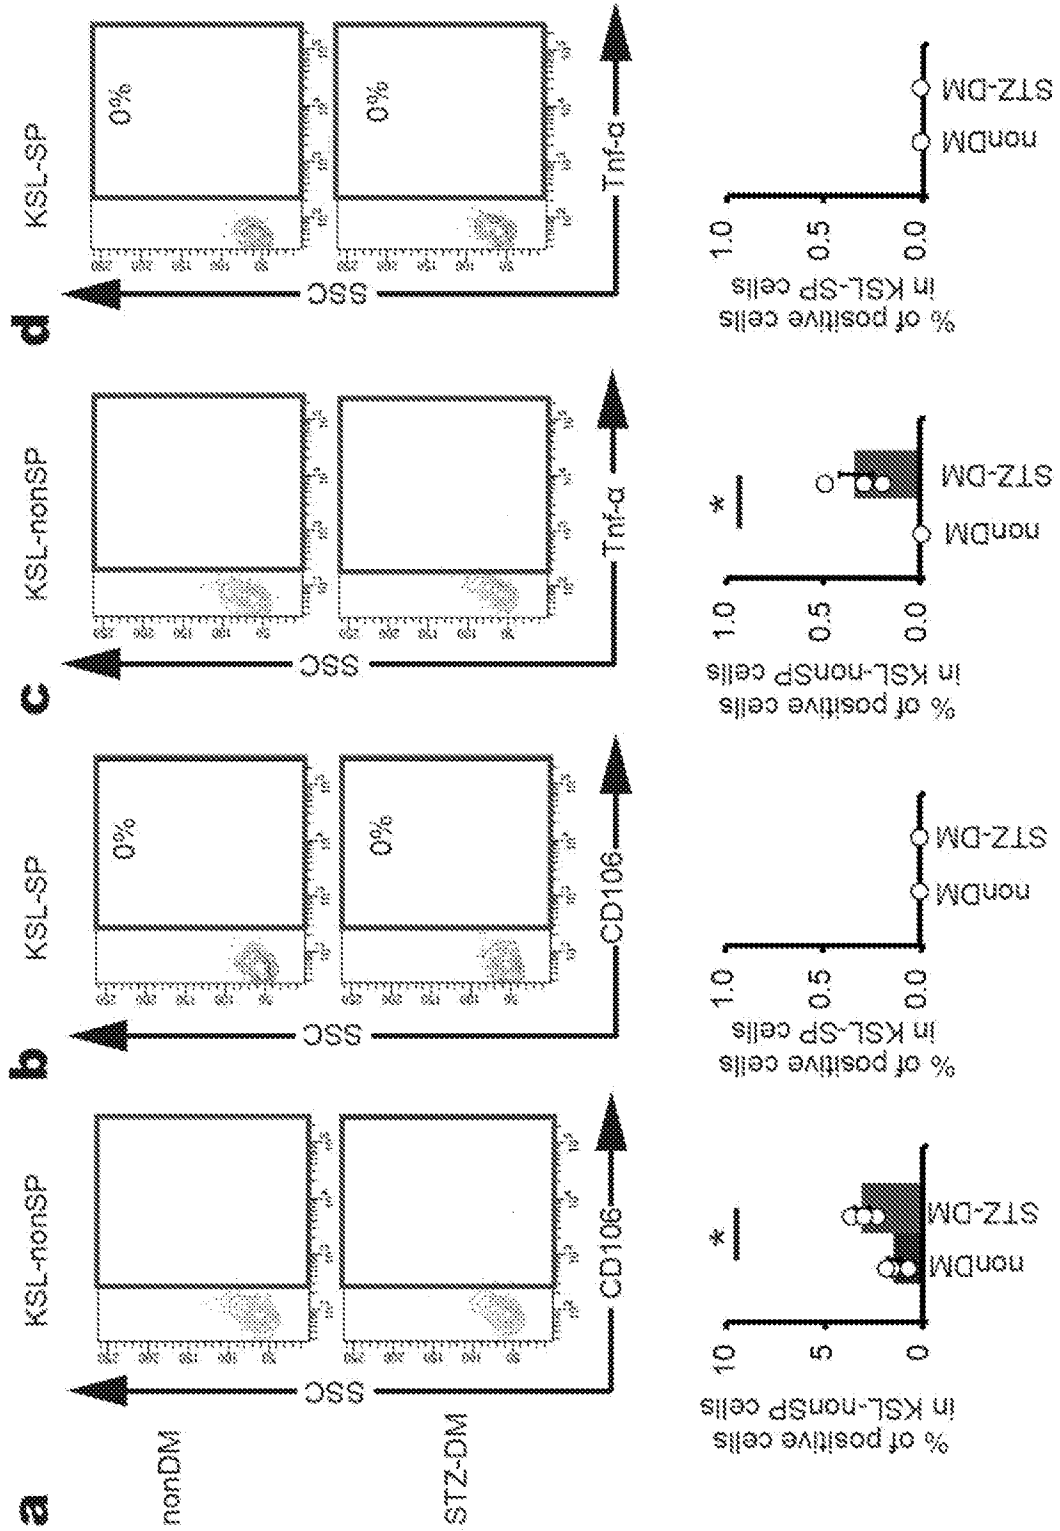 a
KSL-nonSP
nonDM
SSC
STZ-DM
SSC
CD106
10
5
0
% of positive cells
in KSL-nonSP cells
nonDM
STZ-DM
*
b
KSL-SP
0%
SSC
0%
CD106
1.0
0.5
0.0
% of positive cells
in KSL-SP cells
nonDM
STZ-DM
c
KSL-nonSP
SSC
Tnf-α
1.0
0.5
0.0
% of positive cells
in KSL-nonSP cells
nonDM
STZ-DM
*
d
KSL-SP
0%
SSC
0%
Tnf-α
1.0
0.5
0.0
% of positive cells
in KSL-SP cells
nonDM
STZ-DM